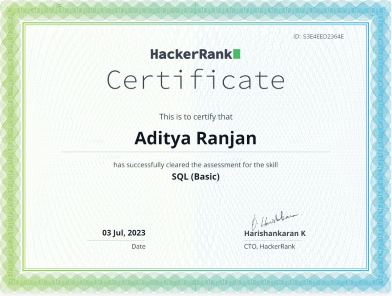 ID: S3E4EED2364E
HackerRank
Certificate
This is to certify that
Aditya Ranjan
has successfully cleared the assessment for the skill
SQL (Basic)
03 Jul, 2023
Date
Harishankaran K
CTO, HackerRank